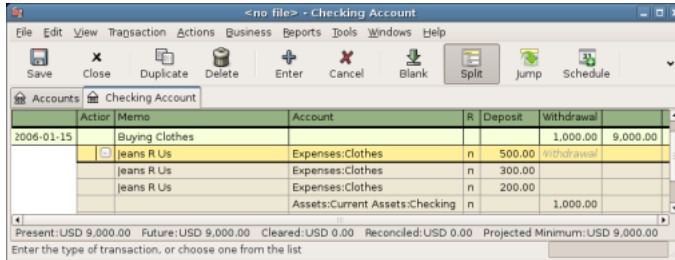 <no file> - Checking Account
File Edit View Transaction Actions Business Reports Tools Windows Help
Save Close Duplicate Delete Enter Cancel Blank Split Jump Schedule
Accounts Checking Account
Action Memo Account R Deposit Withdrawal
2006-01-15 Buying Clothes 1,000.00 9,000.00
Jeans R Us Expenses:Clothes n 500.00 Withdrawal
Jeans R Us Expenses:Clothes n 300.00
Jeans R Us Expenses:Clothes n 200.00
Assets:Current Assets:Checking n 1,000.00
Present:USD 9,000.00 Future:USD 9,000.00 Cleared:USD 0.00 Reconciled:USD 0.00 Projected Minimum:USD 9,000.00
Enter the type of transaction, or choose one from the list